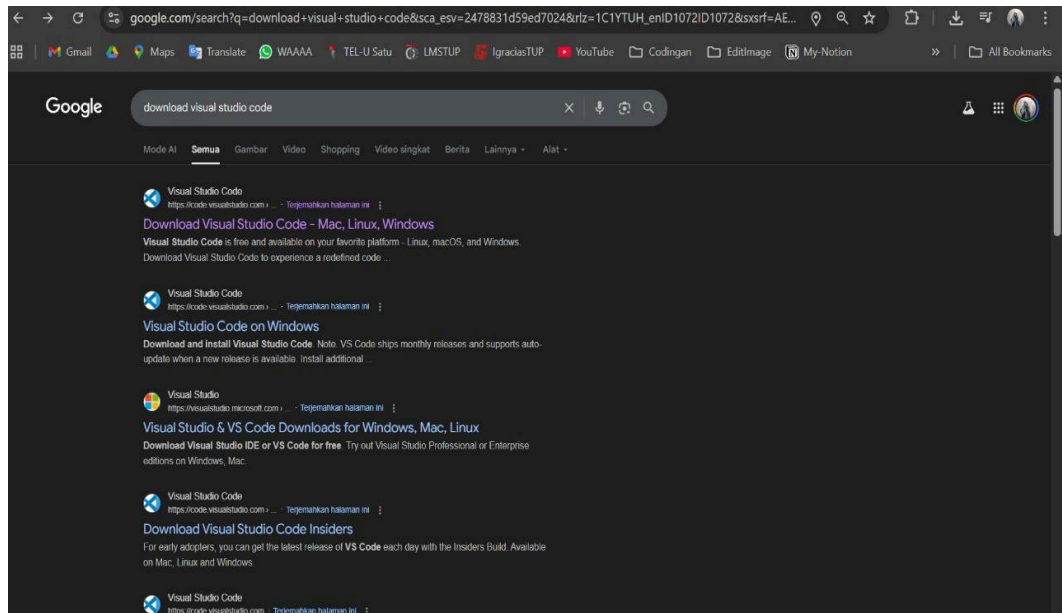 google.com/search?q=download+visual+studio+code&sca_esv=2478831d59ed7024&rlz=1C1YTUH_enID1072ID1072&sxsrf=AE...
Gmail Maps Translate WAAAA TEL-U Satu LMSTUP IgraciasTUP YouTube Codingan EditImage My-Notion » All Bookmarks
Google download visual studio code
Mode AI Semua Gambar Video Shopping Video singkat Berita Lainnya Alat
Visual Studio Code
https://code.visualstudio.com › ... · Terjemahkan halaman ini
Download Visual Studio Code - Mac, Linux, Windows
Visual Studio Code is free and available on your favorite platform - Linux, macOS, and Windows.
Download Visual Studio Code to experience a redefined code ...
Visual Studio Code
https://code.visualstudio.com › ... · Terjemahkan halaman ini
Visual Studio Code on Windows
Download and install Visual Studio Code. Note. VS Code ships monthly releases and supports auto-
update when a new release is available. Install additional ...
Visual Studio
https://visualstudio.microsoft.com › ... · Terjemahkan halaman ini
Visual Studio & VS Code Downloads for Windows, Mac, Linux
Download Visual Studio IDE or VS Code for free. Try out Visual Studio Professional or Enterprise
editions on Windows, Mac.
Visual Studio Code
https://code.visualstudio.com › ... · Terjemahkan halaman ini
Download Visual Studio Code Insiders
For early adopters, you can get the latest release of VS Code each day with the Insiders Build. Available
on Mac, Linux and Windows.
Visual Studio Code
https://code.visualstudio.com · Terjemahkan halaman ini